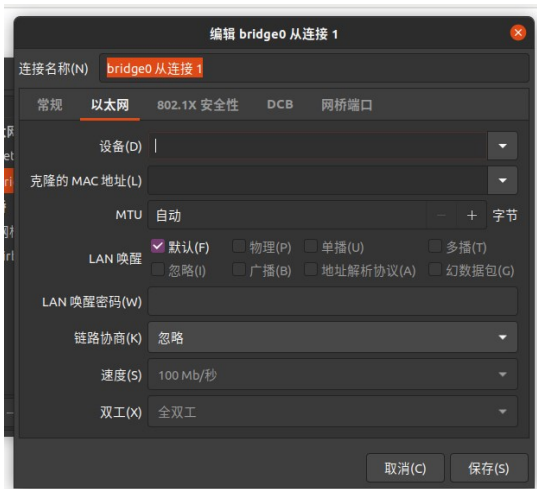 编辑 bridge0 从连接 1
连接名称(N) bridge0 从连接 1
常规 以太网 802.1X 安全性 DCB 网桥端口
设备(D)
克隆的 MAC 地址(L)
MTU 自动 − + 字节
LAN 唤醒 默认(F) 物理(P) 单播(U) 多播(T)
忽略(I) 广播(B) 地址解析协议(A) 幻数据包(G)
LAN 唤醒密码(W)
链路协商(K) 忽略
速度(S) 100 Mb/秒
双工(X) 全双工
取消(C) 保存(S)